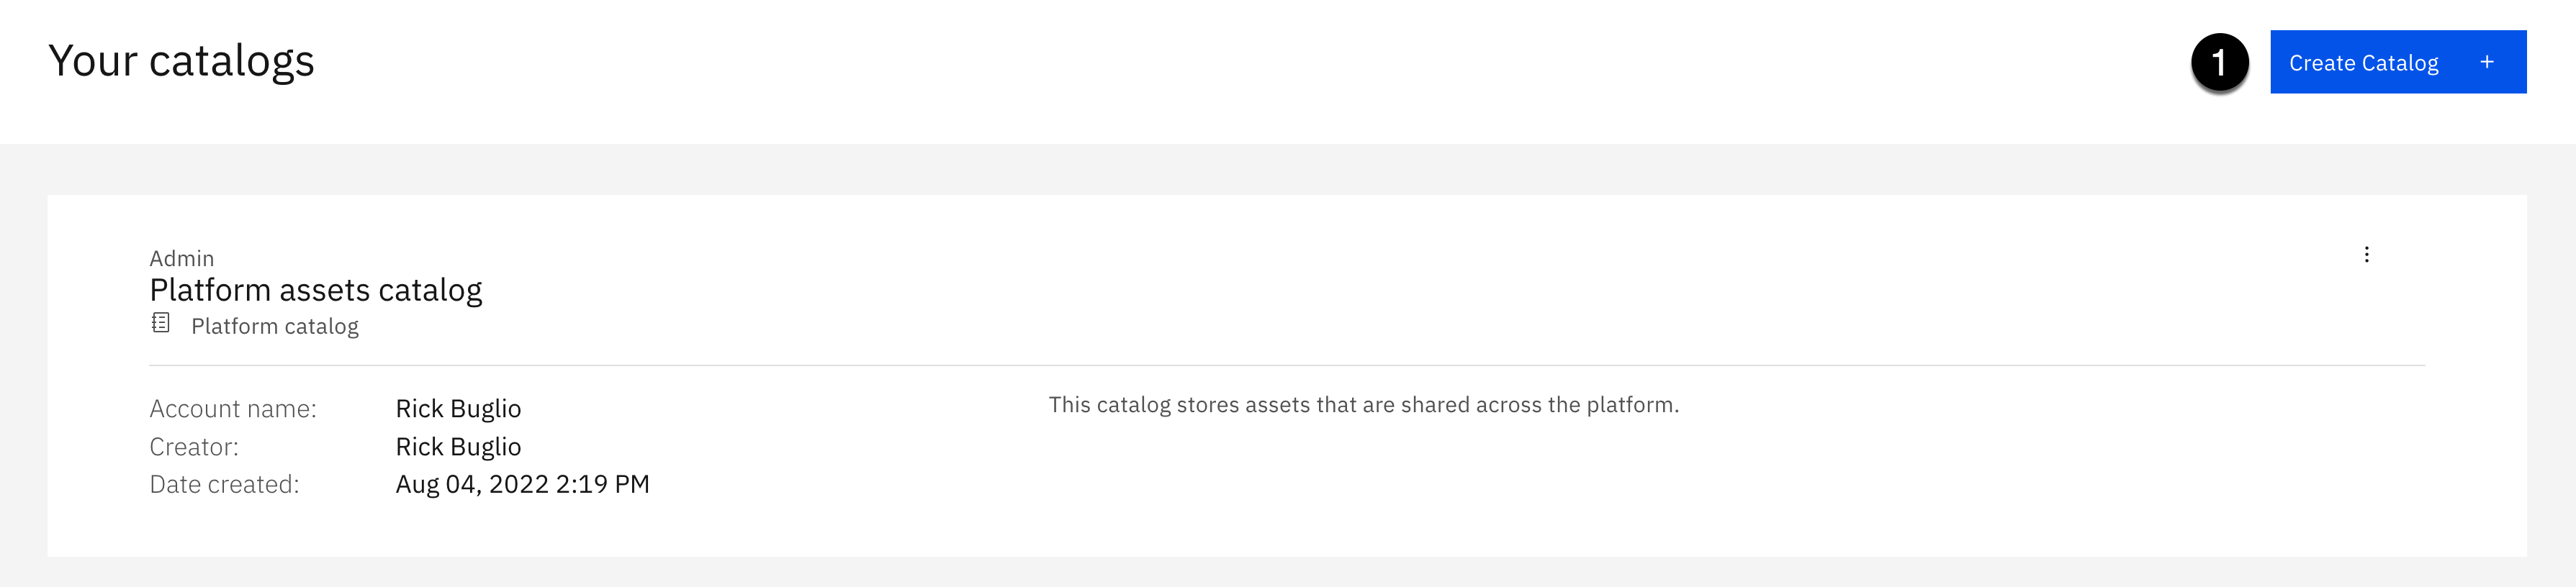 Your catalogs
1
Create Catalog +
Admin
Platform assets catalog
Platform catalog
Account name: Rick Buglio
This catalog stores assets that are shared across the platform.
Creator: Rick Buglio
Date created: Aug 04, 2022 2:19 PM